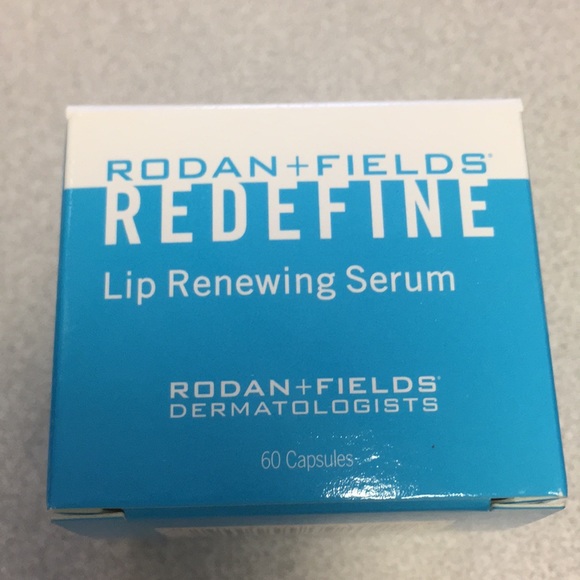 RODAN+FIELDS®
REDEFINE
Lip Renewing Serum
RODAN+FIELDS®
DERMATOLOGISTS
60 Capsules